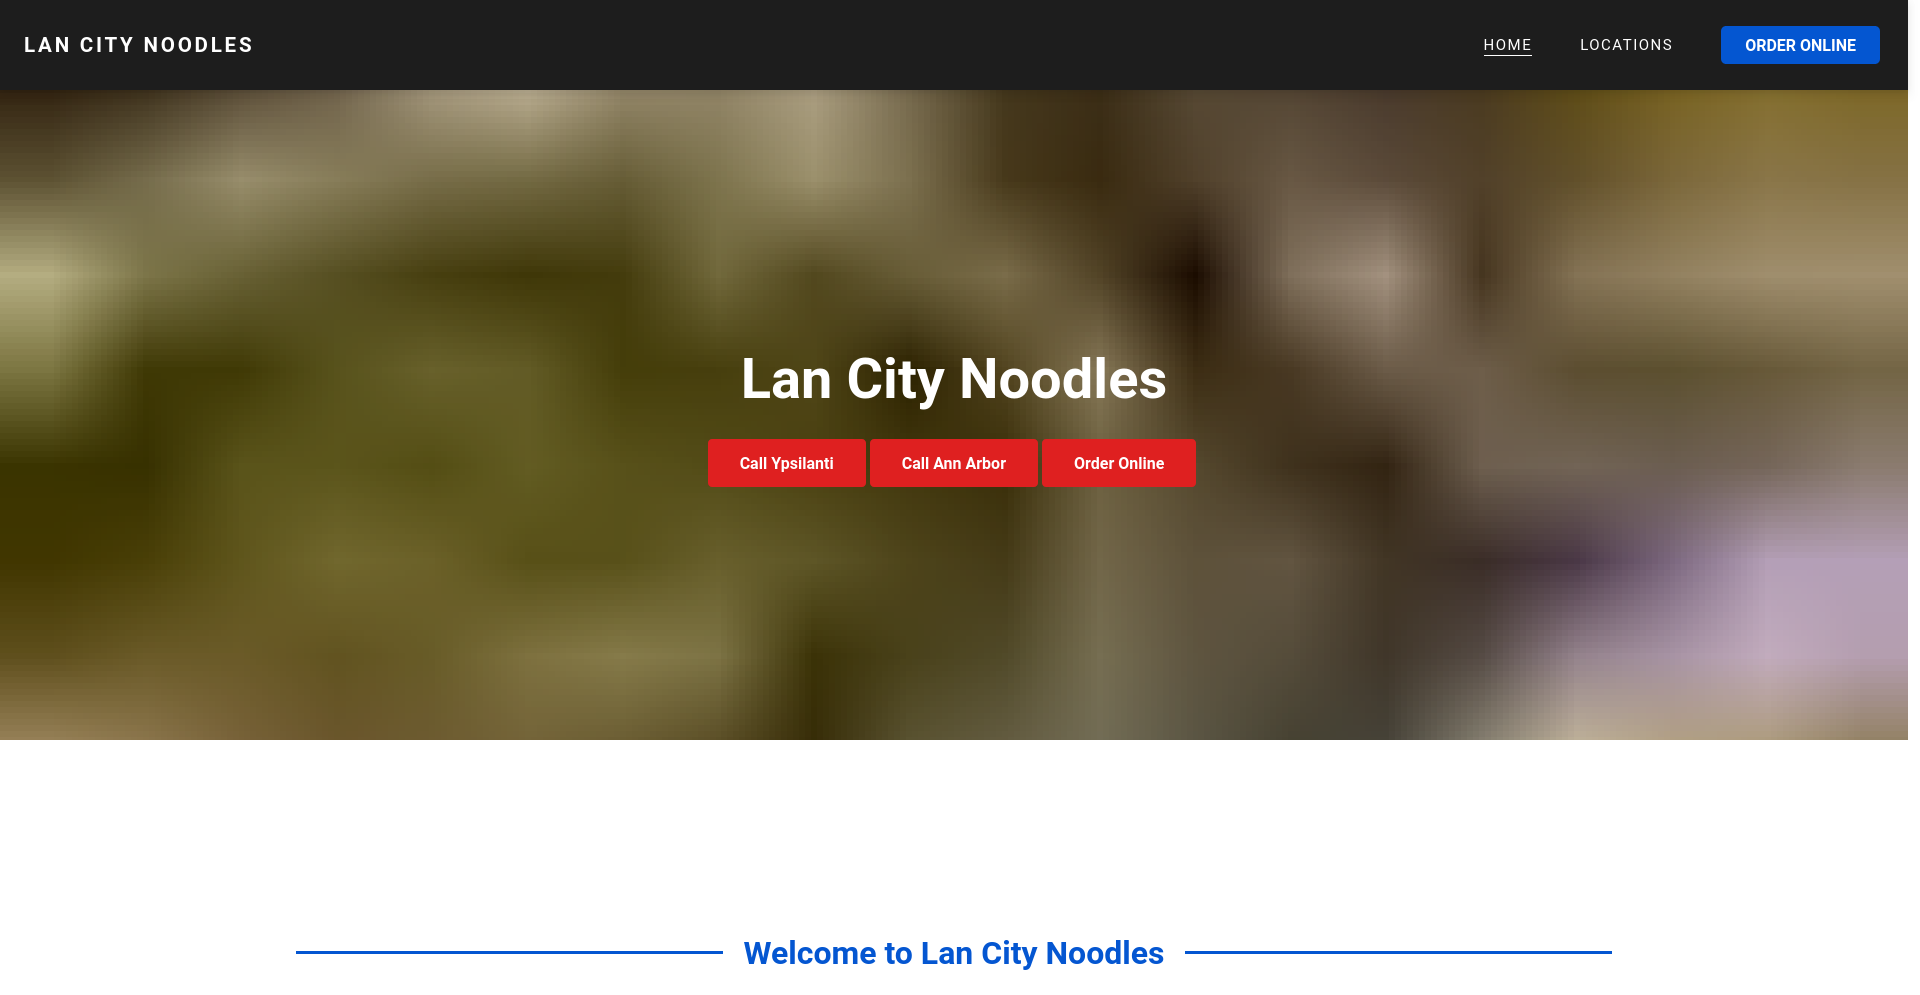 LAN CITY NOODLES
HOME
LOCATIONS
ORDER ONLINE
Lan City Noodles
Call Ypsilanti
Call Ann Arbor
Order Online
Welcome to Lan City Noodles